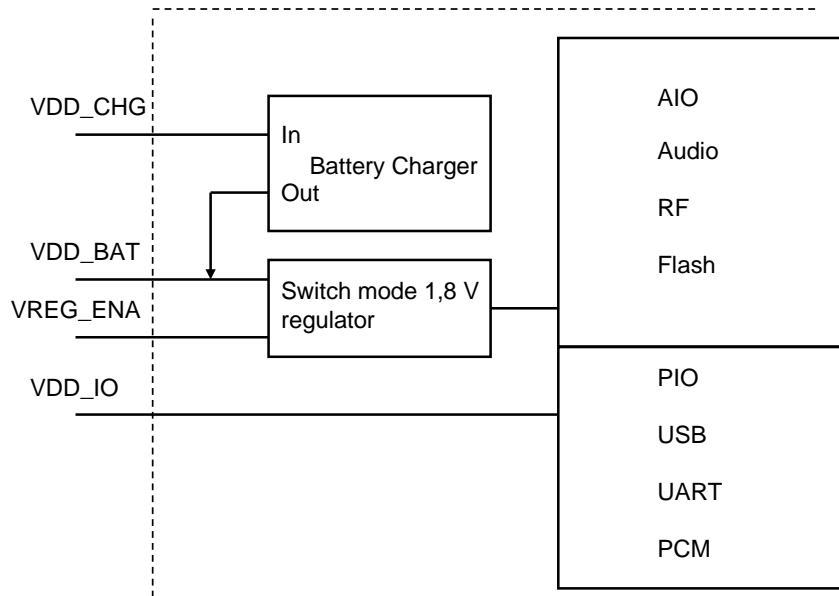 VDD_CHG
In
Battery Charger
Out
VDD_BAT
VREG_ENA
Switch mode 1,8 V
regulator
VDD_IO
AIO
Audio
RF
Flash
PIO
USB
UART
PCM